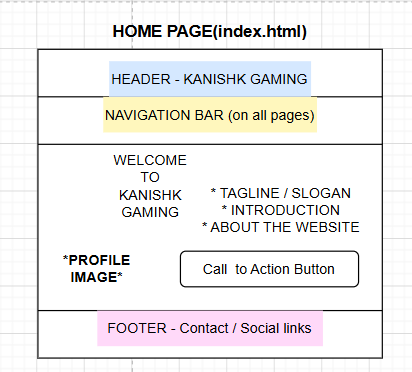 HOME PAGE(index.html)
HEADER - KANISHK GAMING
NAVIGATION BAR (on all pages)
WELCOME
TO
KANISHK
GAMING
* TAGLINE / SLOGAN
* INTRODUCTION
* ABOUT THE WEBSITE
*PROFILE
IMAGE*
Call to Action Button
FOOTER - Contact / Social links